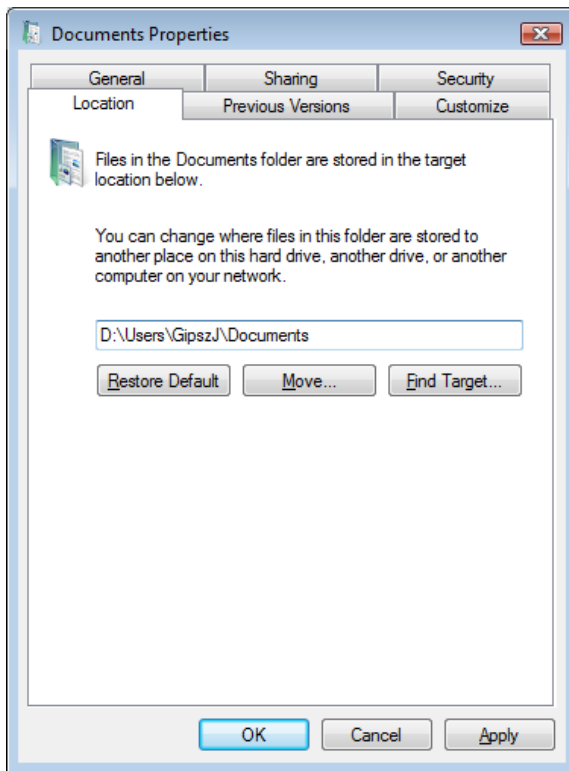 Documents Properties
General
Sharing
Security
Location
Previous Versions
Customize
Files in the Documents folder are stored in the target
location below.
You can change where files in this folder are stored to
another place on this hard drive, another drive, or another
computer on your network.
D:\Users\GipszJ\Documents
Restore Default
Move...
Find Target...
OK
Cancel
Apply